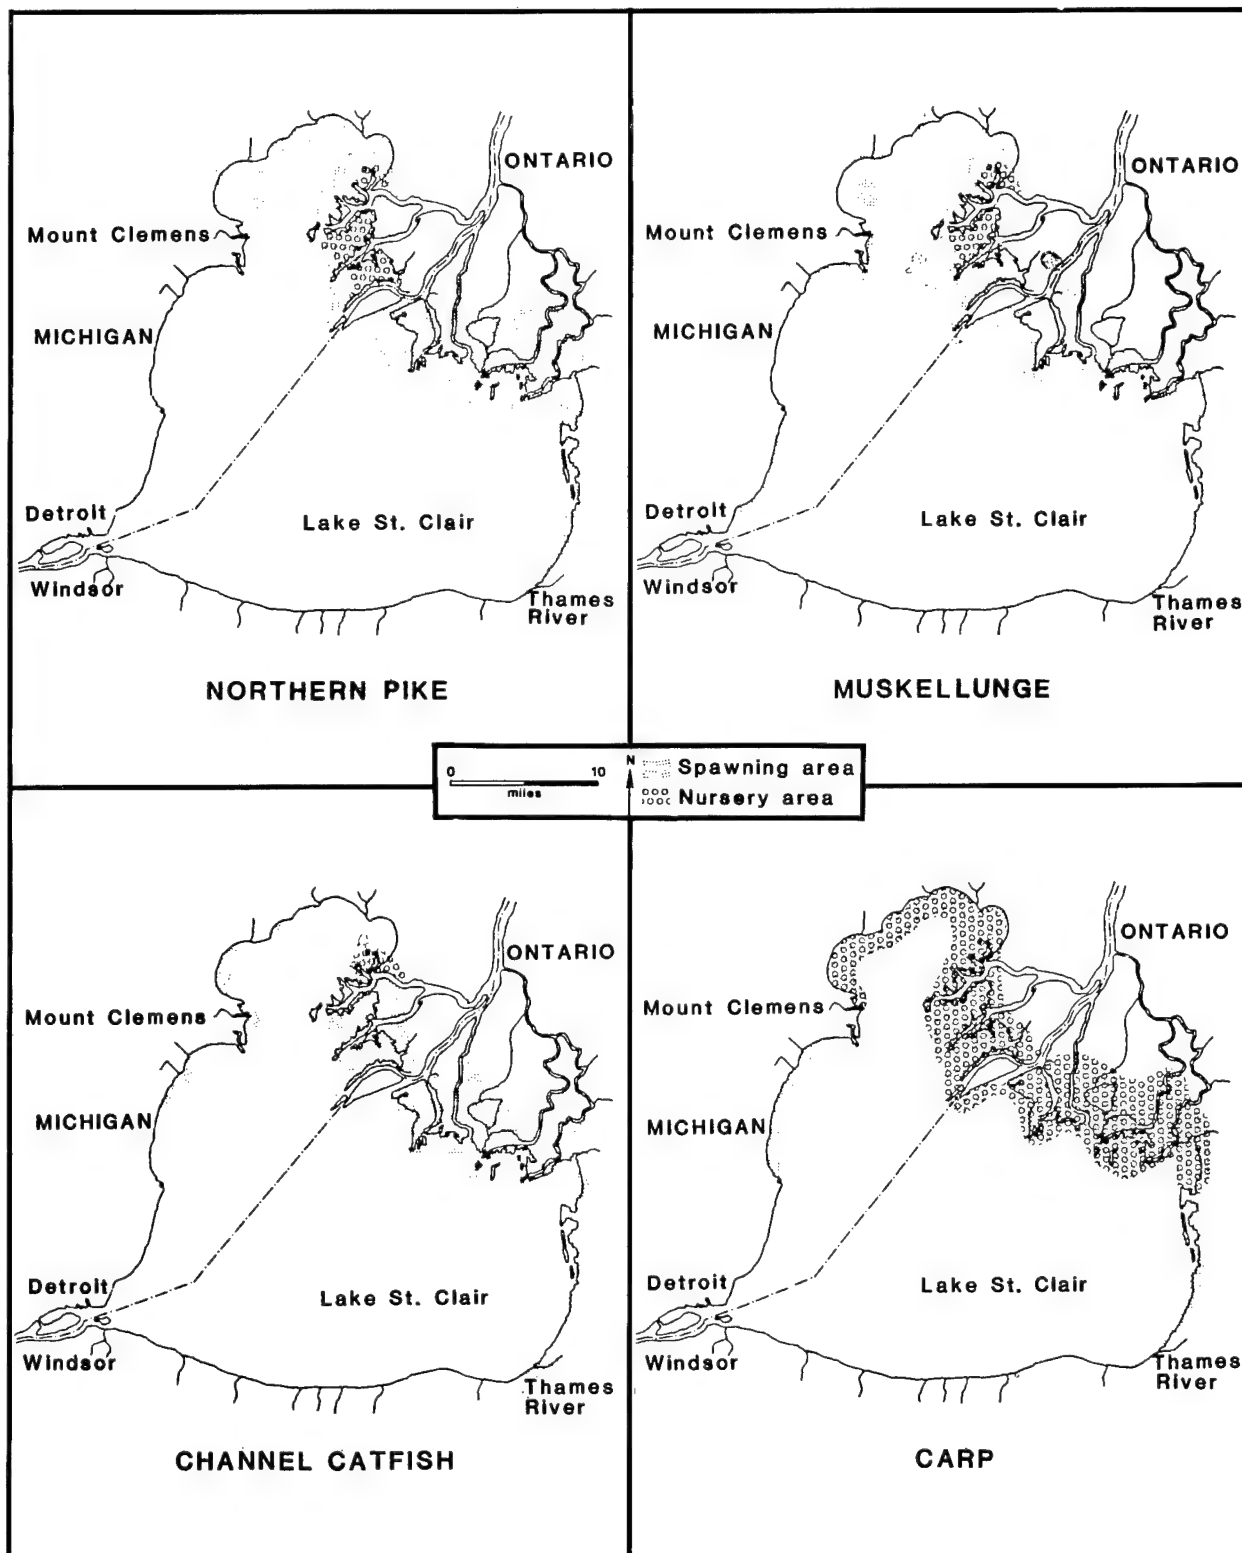 ONTARIO
Mount Clemens
MICHIGAN
Detroit
Lake St. Clair
Windsor
Thames
River
NORTHERN PIKE
ONTARIO
Mount Clemens
MICHIGAN
Detroit
Lake St. Clair
Windsor
Thames
River
MUSKELLUNGE
0 10
miles
N
Spawning area
Nursery area
ONTARIO
Mount Clemens
MICHIGAN
Detroit
Lake St. Clair
Windsor
Thames
River
CHANNEL CATFISH
ONTARIO
Mount Clemens
MICHIGAN
Detroit
Lake St. Clair
Windsor
Thames
River
CARP